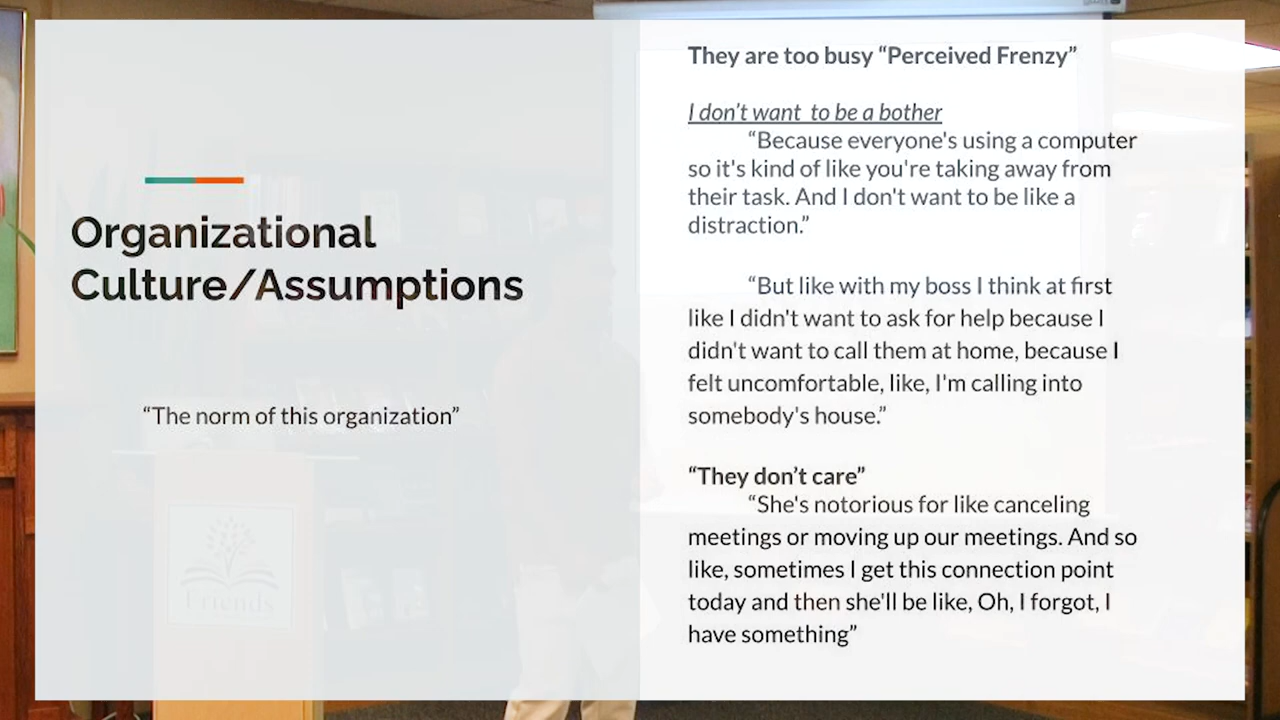 Organizational
Culture/Assumptions
“The norm of this organization”
They are too busy “Perceived Frenzy”
I don’t want  to be a bother
“Because everyone's using a computer
so it's kind of like you're taking away from
their task. And I don't want to be like a
distraction.”
“But like with my boss I think at first
like I didn't want to ask for help because I
didn't want to call them at home, because I
felt uncomfortable, like, I'm calling into
somebody's house.”
“They don’t care”
“She's notorious for like canceling
meetings or moving up our meetings. And so
like, sometimes I get this connection point
today and then she'll be like, Oh, I forgot, I
have something”
Friends